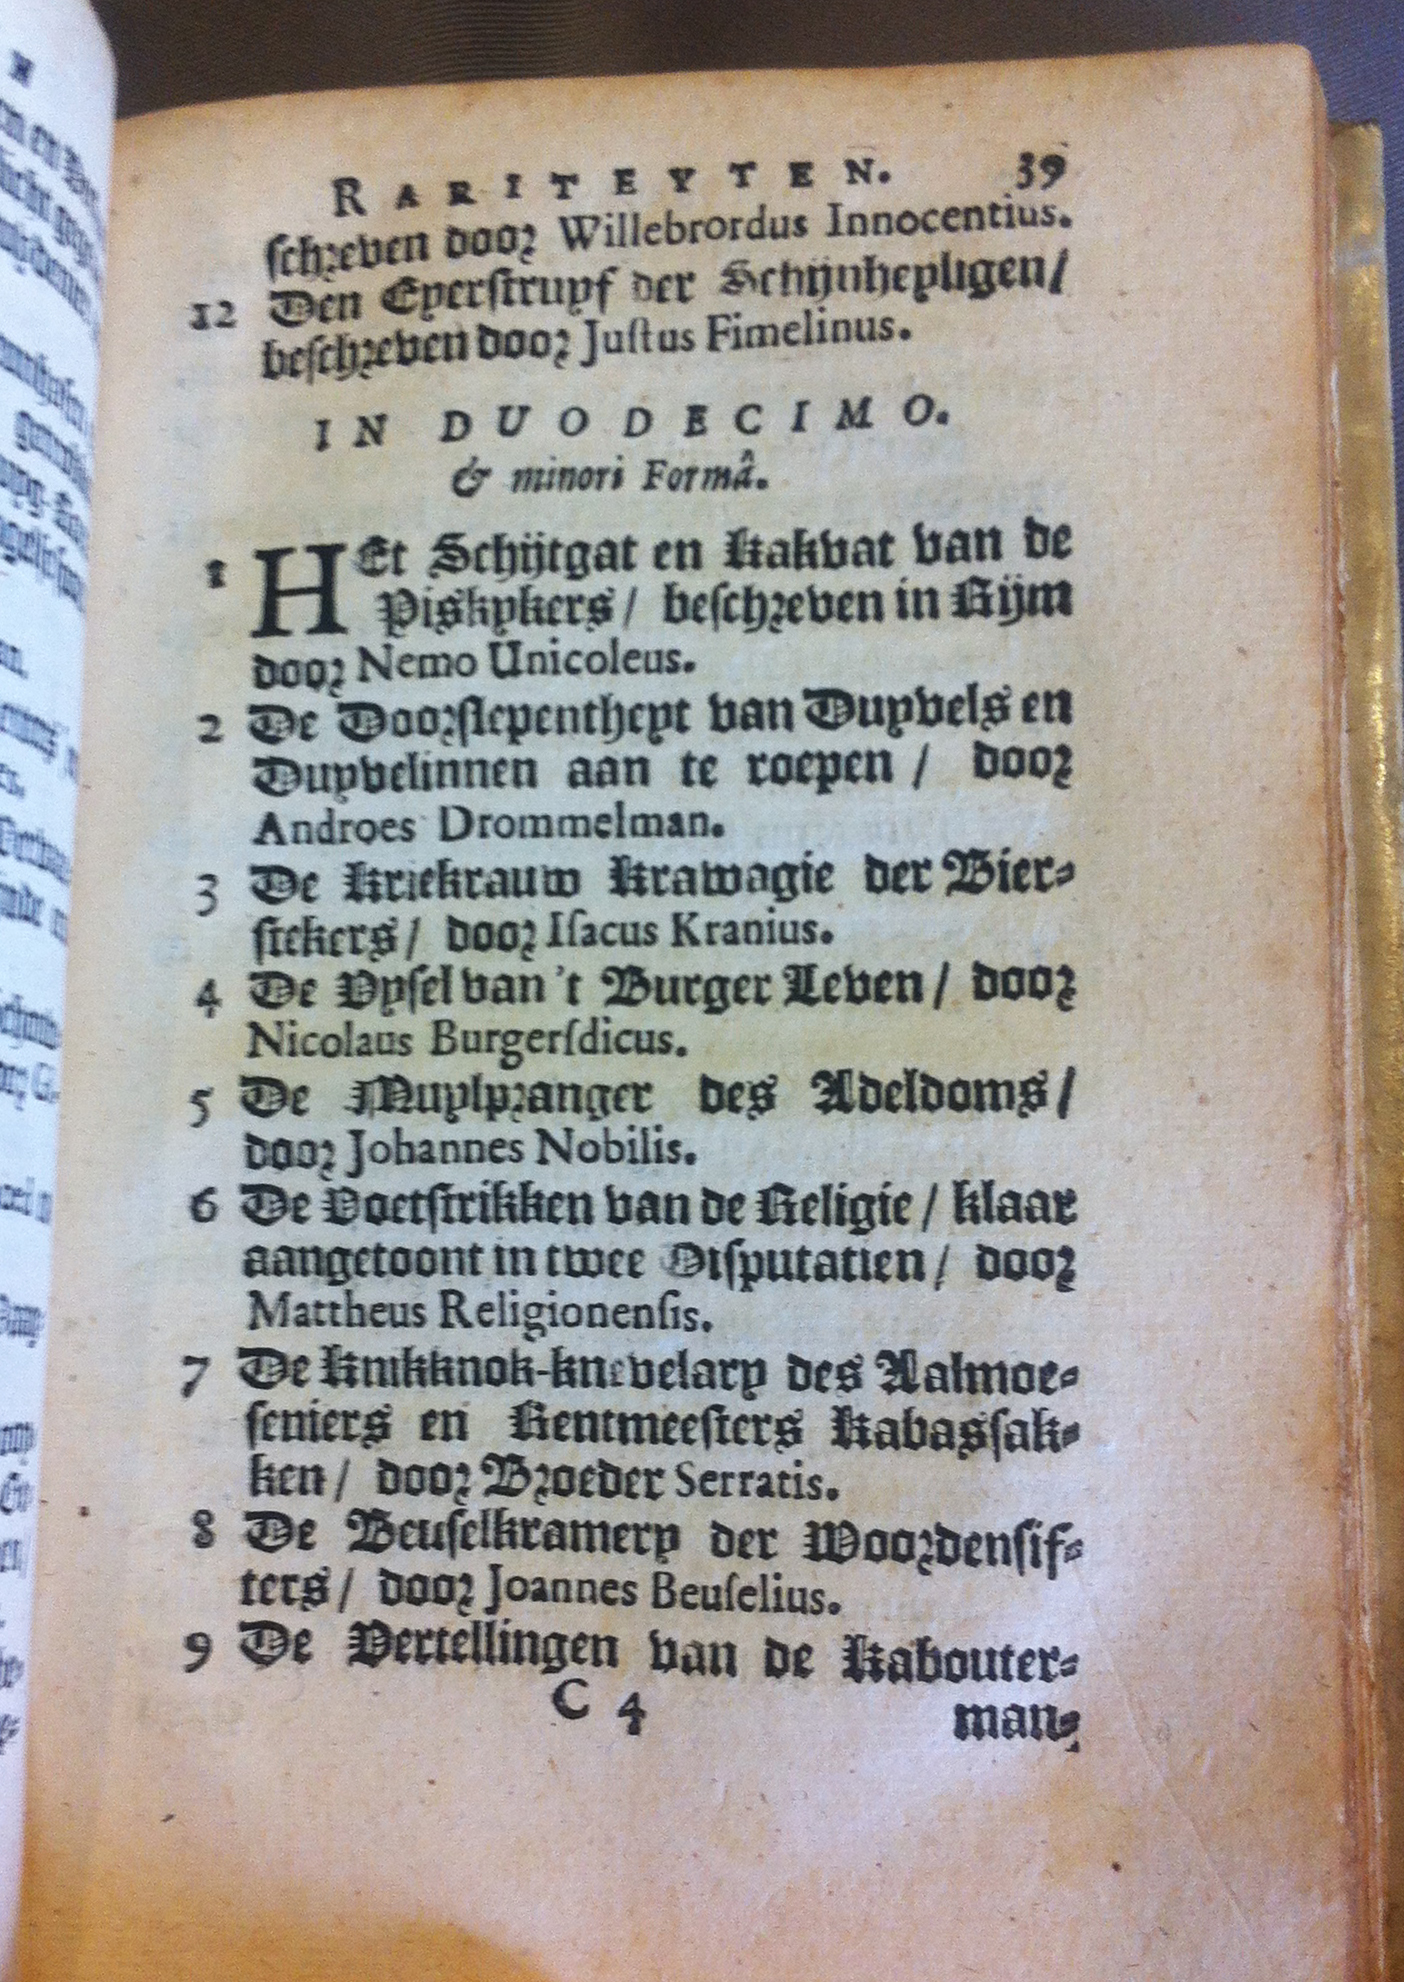 RARITEYTEN. 39
ſchreven door Willebrordus Innocentius.
12 Den Eyerſtruyf der Schijnheyligen/
beſchreven door Juſtus Fimelinus.
IN DUODECIMO.
& minori Formâ.
1 HEt Schijtgat en Kakvat van de
Piskykers/ beſchreven in Rijm
door Nemo Unicoleus.
2 De Doorſlepentheyt van Duyvels en
Duyvelinnen aan te roepen/ door
Androes Drommelman.
3 De Kriekrauw Krawagie der Bier-
ſtekers/ door Iſacus Kranius.
4 De Vyſel van 't Burger Leven/ door
Nicolaus Burgerſdicus.
5 De Muylpranger des Adeldoms/
door Johannes Nobilis.
6 De Voetſtrikken van de Religie/ klaar
aangetoont in twee Diſputatien/ door
Mattheus Religionenſis.
7 De Knikknok-knevelary des Aalmoe-
ſeniers en Rentmeeſters Kabasſak-
ken/ door Broeder Serratis.
8 De Beuſelkramery der Woordenſif-
ters/ door Joannes Beuſelius.
9 De Vertellingen van de Kabouter-
C 4 man-